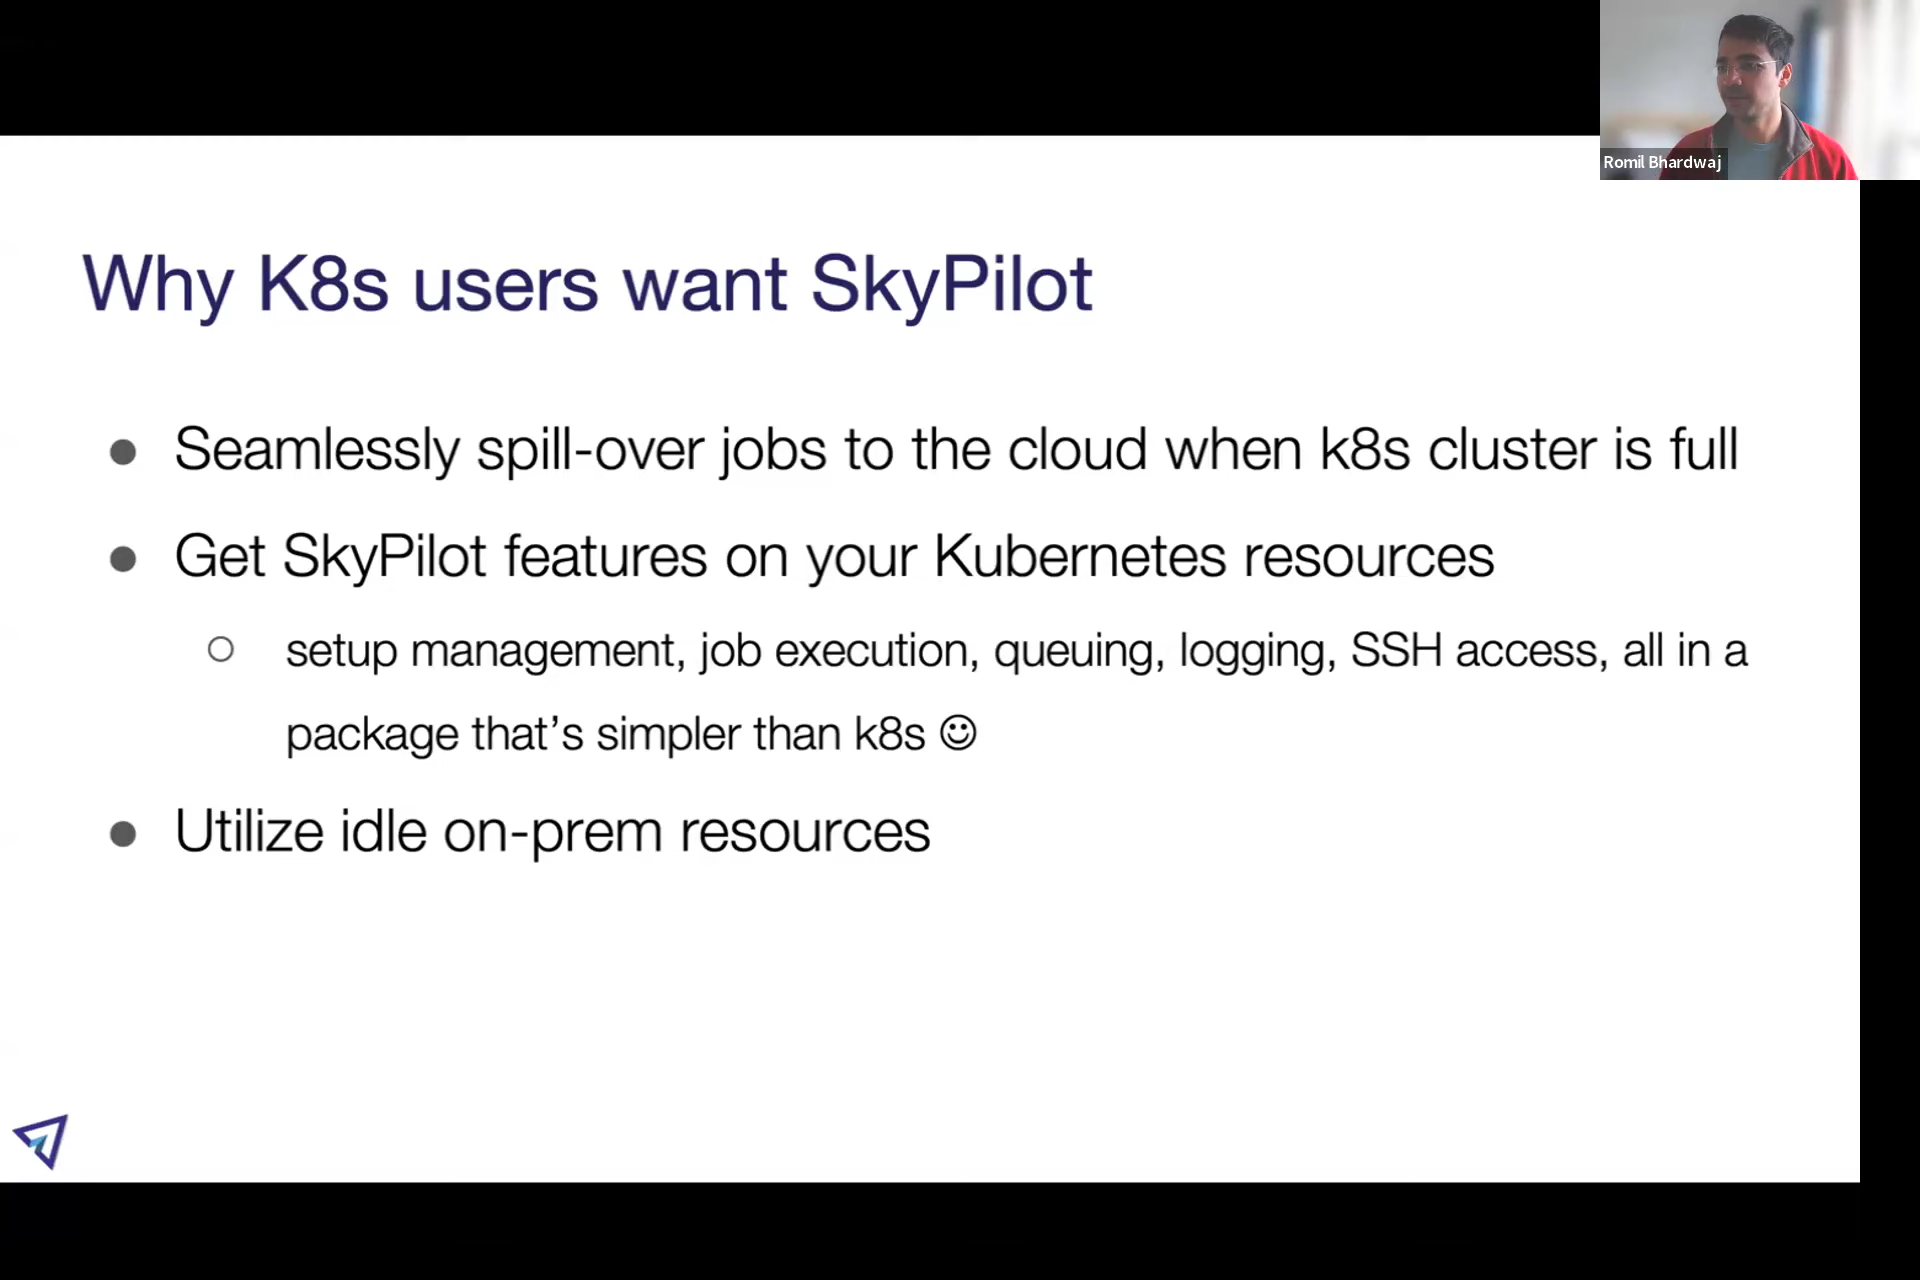 Romil Bhardwaj
Why K8s users want SkyPilot
● Seamlessly spill-over jobs to the cloud when k8s cluster is full
● Get SkyPilot features on your Kubernetes resources
○ setup management, job execution, queuing, logging, SSH access, all in a
package that’s simpler than k8s ☺
● Utilize idle on-prem resources